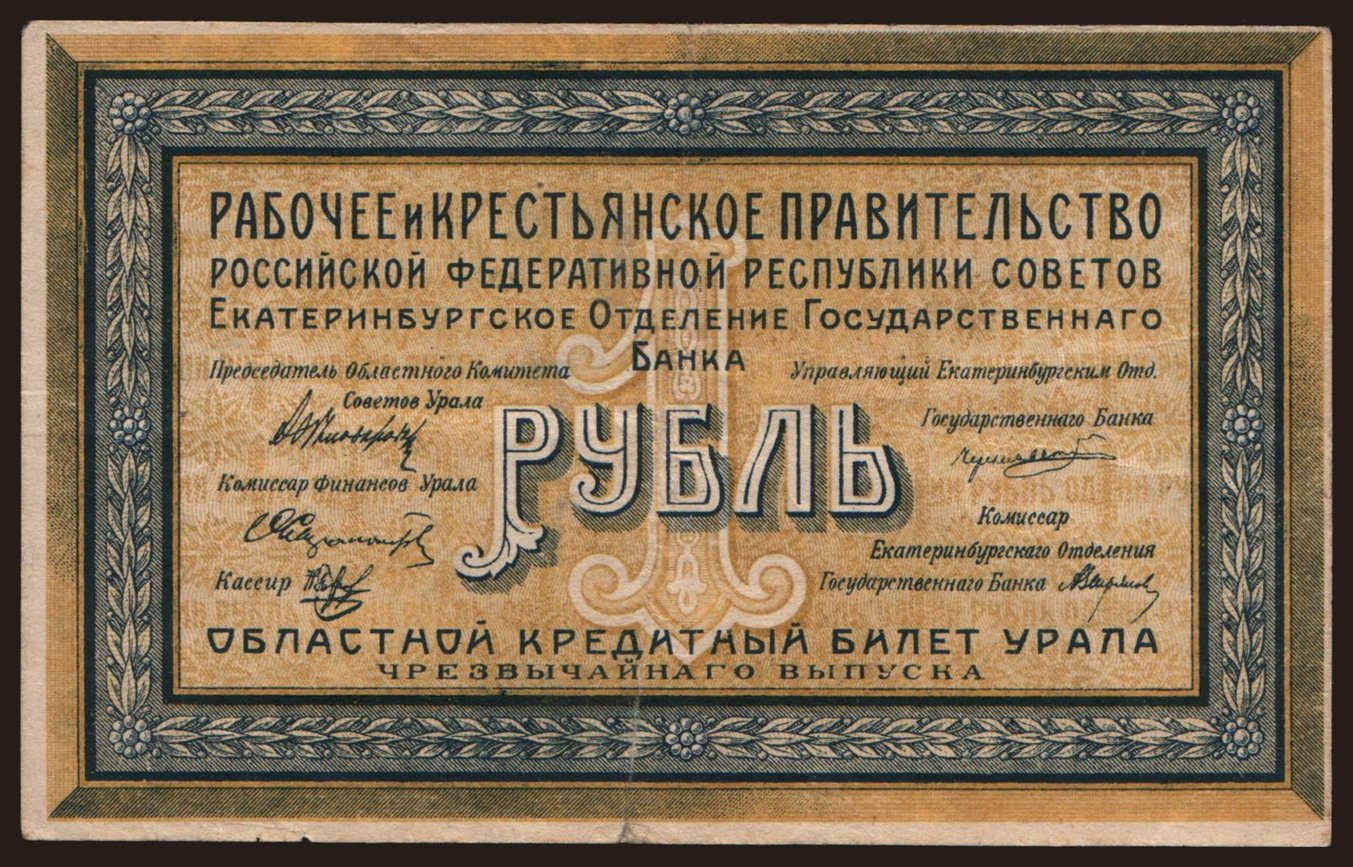 РАБОЧЕЕ и КРЕСТЬЯНСКОЕ ПРАВИТЕЛЬСТВО
РОССИЙСКОЙ ФЕДЕРАТИВНОЙ РЕСПУБЛИКИ СОВЕТОВ
ЕКАТЕРИНБУРГСКОЕ ОТДЕЛЕНИЕ ГОСУДАРСТВЕННАГО
БАНКА
Председатель Областного Комитета
Советов Урала
Комиссар финансов Урала
Кассир
1
РУБЛЬ
Управляющий Екатеринбургским Отд.
Государственнаго Банка
Комиссар
Екатеринбургскаго Отделения
Государственнаго Банка
ОБЛАСТНОЙ КРЕДИТНЫЙ БИЛЕТ УРАЛА
ЧРЕЗВЫЧАЙНАГО ВЫПУСКА